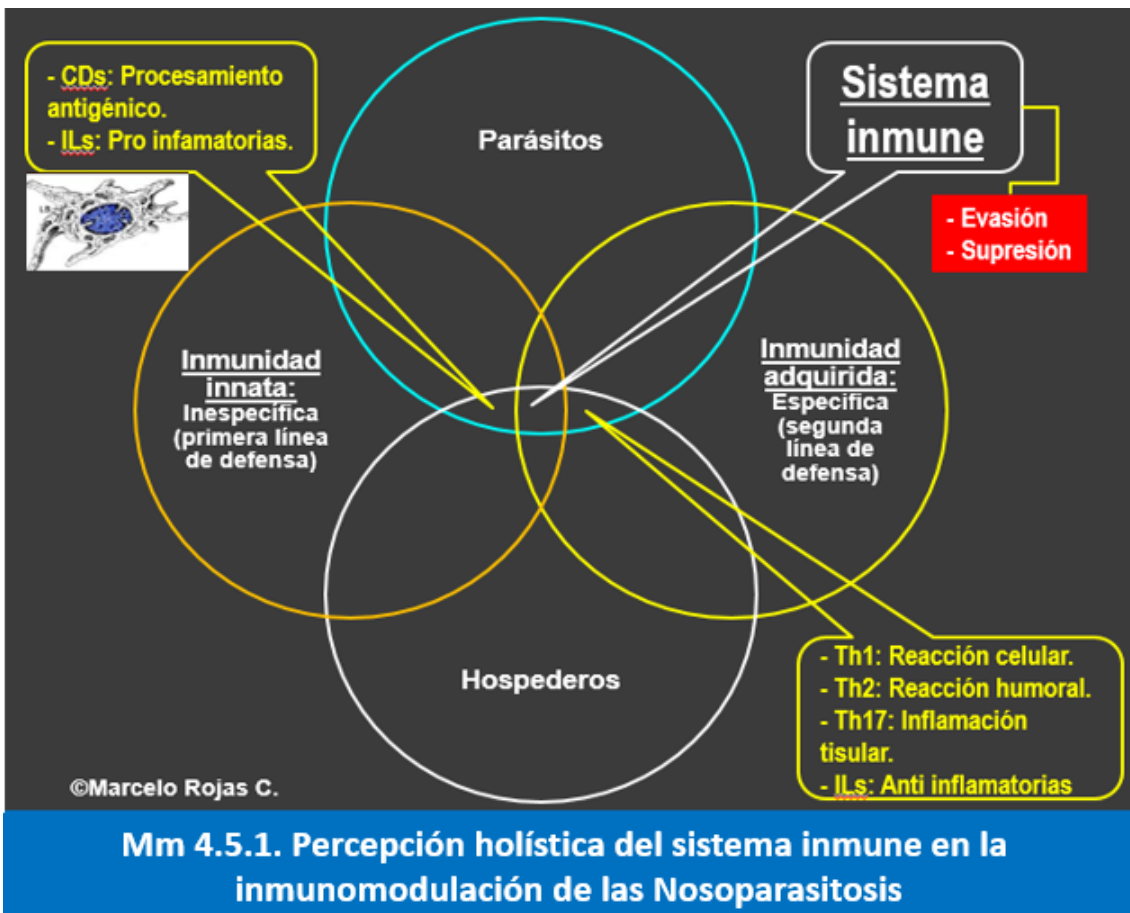 - CDs: Procesamiento
antigénico.
- ILs: Pro infamatorias.
Parásitos
Sistema
inmune
- Evasión
- Supresión
Inmunidad
innata:
Inespecífica
(primera línea
de defensa)
Inmunidad
adquirida:
Especifica
(segunda
línea de
defensa)
Hospederos
- Th1: Reacción celular.
- Th2: Reacción humoral.
- Th17: Inflamación
tisular.
- ILs: Anti inflamatorias
©Marcelo Rojas C.
Mm 4.5.1. Percepción holística del sistema inmune en la
inmunomodulación de las Nosoparasitosis